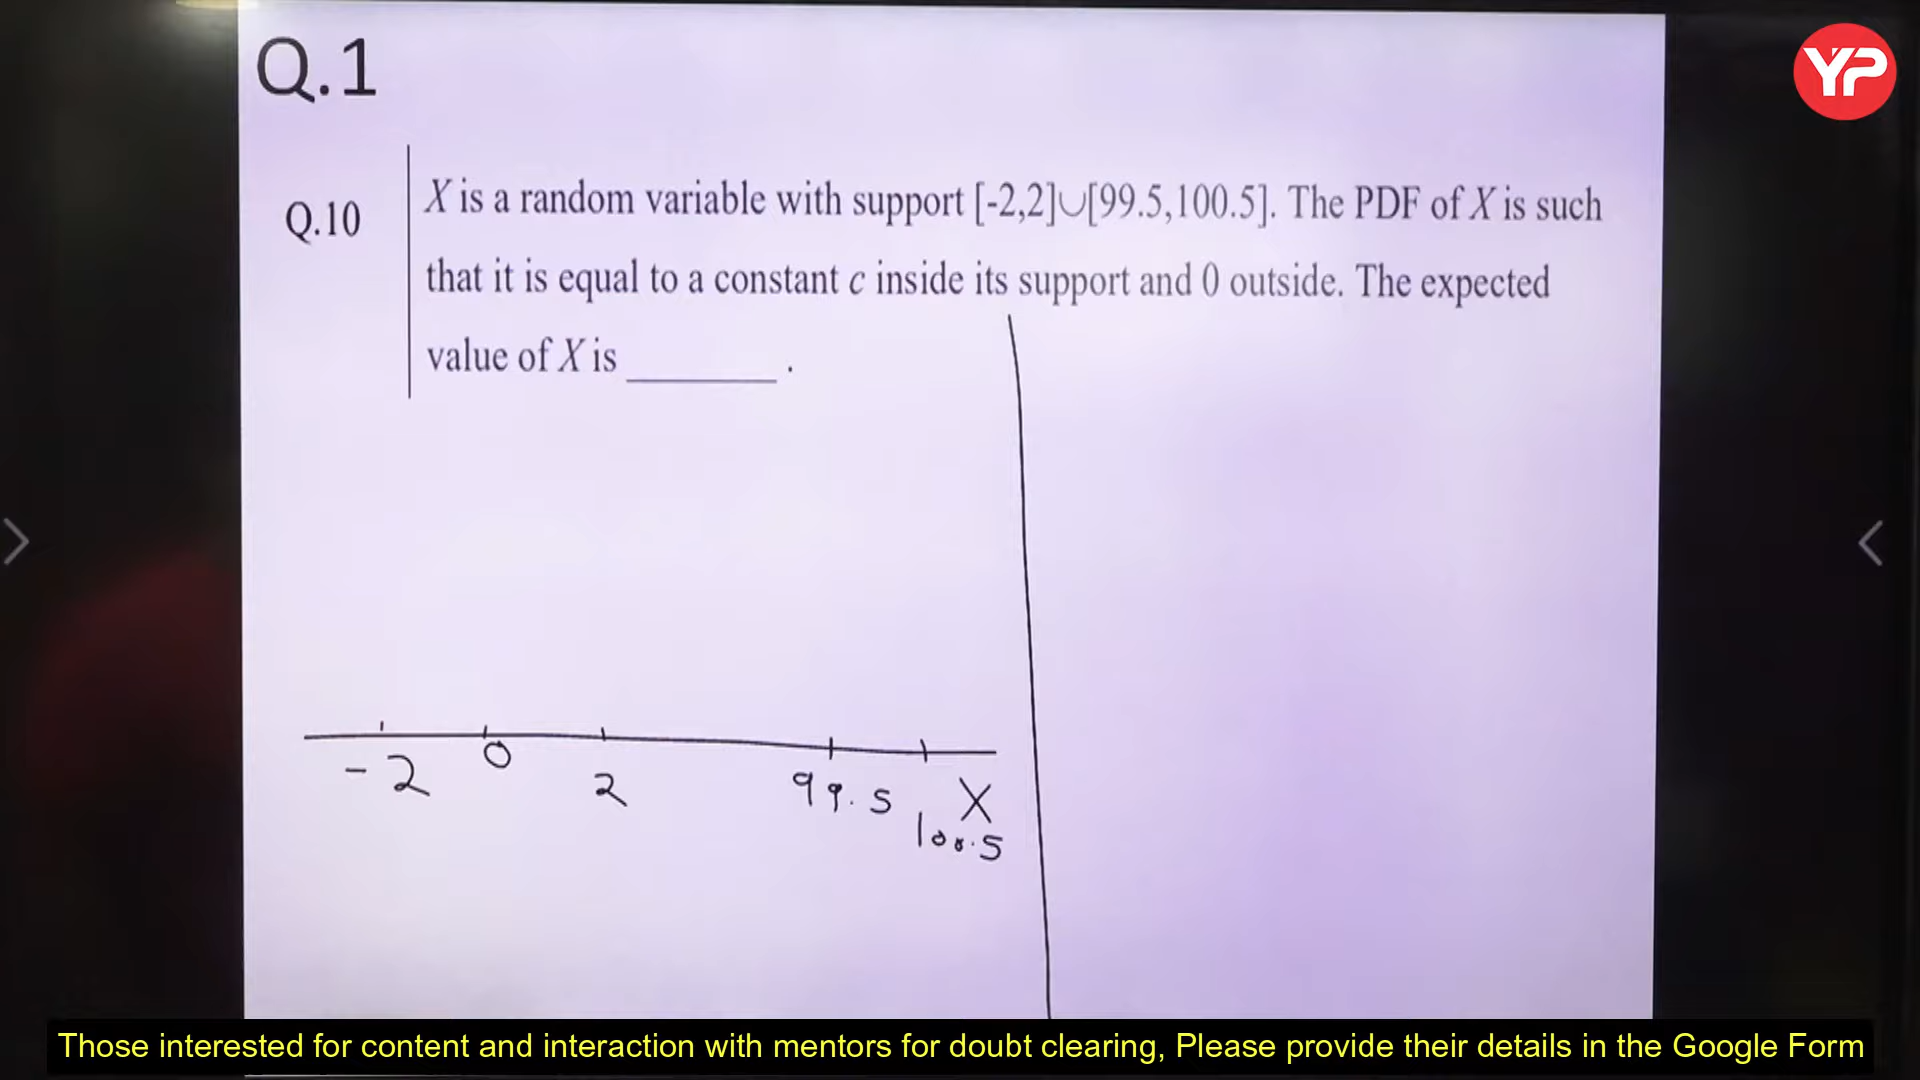 Q.1
YP
Q.10
X is a random variable with support [-2,2]∪[99.5,100.5]. The PDF of X is such
that it is equal to a constant c inside its support and 0 outside. The expected
value of X is ________ .
-2 0 2 99.5 X
100.5
Those interested for content and interaction with mentors for doubt clearing, Please provide their details in the Google Form